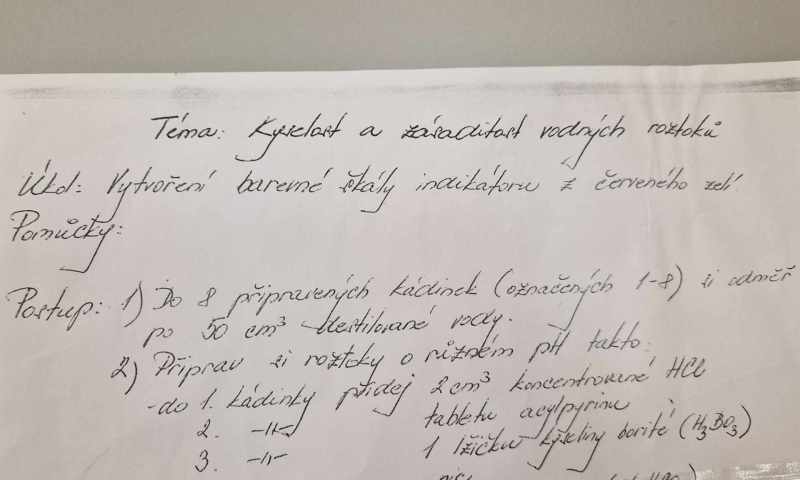 Téma: Kyselost a zásaditost vodných roztoků
Úkol: Vytvoření barevné škály indikátoru z červeného zelí
Pomůcky:
Postup: 1) Do 8 připravených kádinek (označených 1-8) si odměř
po 50 cm³ destilované vody.
2) Připrav si roztoky o různém pH takto:
-do 1. kádinky přidej 2 cm³ koncentrované HCl
2. -11- tabletu acylpyrinu
3. -11- 1 lžičku kyseliny borité (H₃BO₃)